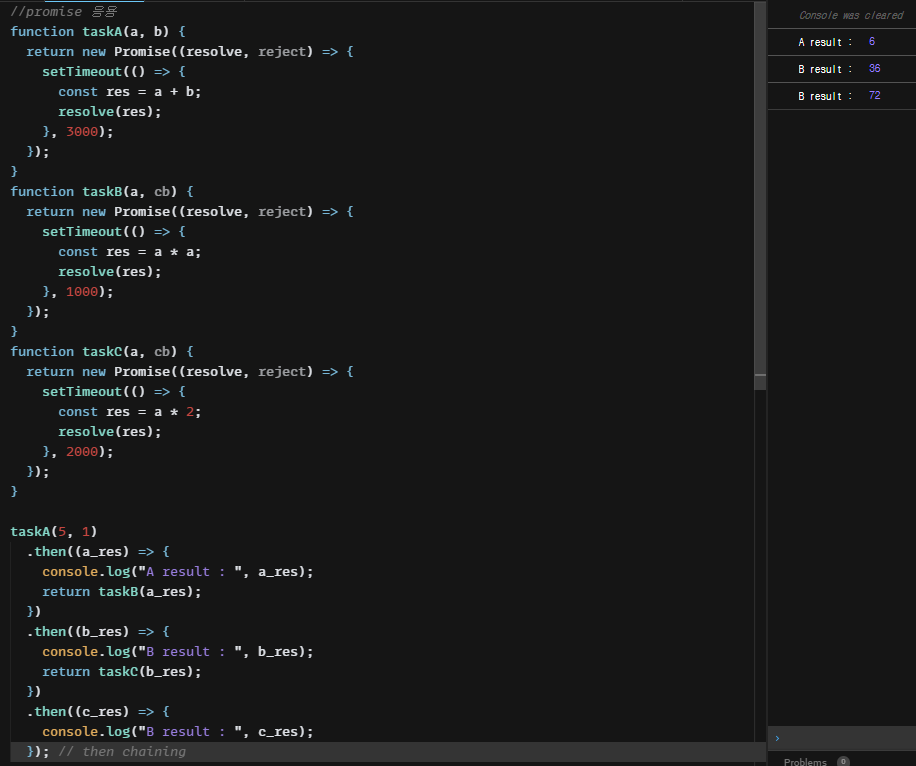 //promise 응용
function taskA(a, b) {
  return new Promise((resolve, reject) => {
    setTimeout(() => {
      const res = a + b;
      resolve(res);
    }, 3000);
  });
}
function taskB(a, cb) {
  return new Promise((resolve, reject) => {
    setTimeout(() => {
      const res = a * a;
      resolve(res);
    }, 1000);
  });
}
function taskC(a, cb) {
  return new Promise((resolve, reject) => {
    setTimeout(() => {
      const res = a * 2;
      resolve(res);
    }, 2000);
  });
}
taskA(5, 1)
  .then((a_res) => {
    console.log("A result : ", a_res);
    return taskB(a_res);
  })
  .then((b_res) => {
    console.log("B result : ", b_res);
    return taskC(b_res);
  })
  .then((c_res) => {
    console.log("B result : ", c_res);
  }); // then chaining
Console was cleared
A result : 6
B result : 36
B result : 72
›
Problems 0